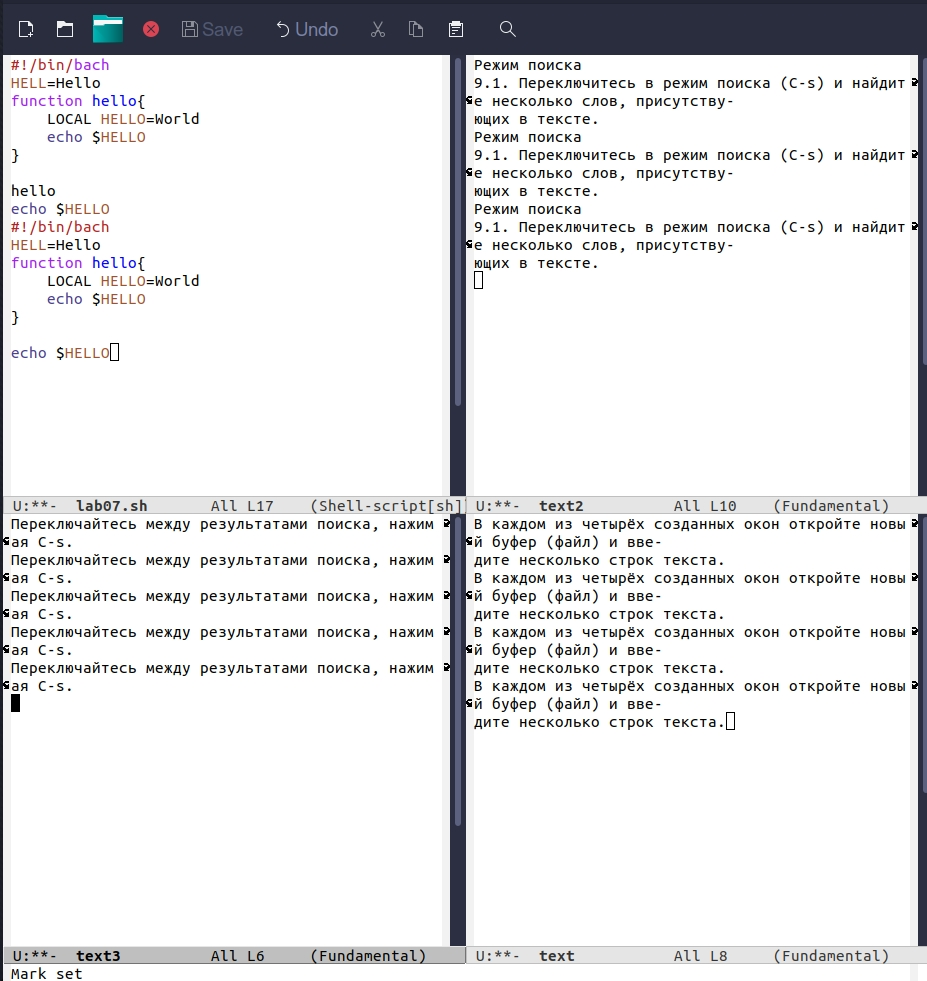 Save Undo
#!/bin/bach
HELL=Hello
function hello{
    LOCAL HELLO=World
    echo $HELLO
}

hello
echo $HELLO
#!/bin/bach
HELL=Hello
function hello{
    LOCAL HELLO=World
    echo $HELLO
}

echo $HELLO
U:**-  lab07.sh       All L17    (Shell-script[sh]
Режим поиска
9.1. Переключитесь в режим поиска (C-s) и найдит
е несколько слов, присутству-
ющих в тексте.
Режим поиска
9.1. Переключитесь в режим поиска (C-s) и найдит
е несколько слов, присутству-
ющих в тексте.
Режим поиска
9.1. Переключитесь в режим поиска (C-s) и найдит
е несколько слов, присутству-
ющих в тексте.
U:**-  text2          All L10    (Fundamental)
Переключайтесь между результатами поиска, нажим
ая C-s.
Переключайтесь между результатами поиска, нажим
ая C-s.
Переключайтесь между результатами поиска, нажим
ая C-s.
Переключайтесь между результатами поиска, нажим
ая C-s.
Переключайтесь между результатами поиска, нажим
ая C-s.
U:**-  text3          All L6     (Fundamental)
В каждом из четырёх созданных окон откройте новы
й буфер (файл) и вве-
дите несколько строк текста.
В каждом из четырёх созданных окон откройте новы
й буфер (файл) и вве-
дите несколько строк текста.
В каждом из четырёх созданных окон откройте новы
й буфер (файл) и вве-
дите несколько строк текста.
В каждом из четырёх созданных окон откройте новы
й буфер (файл) и вве-
дите несколько строк текста.
U:**-  text           All L8     (Fundamental)
Mark set